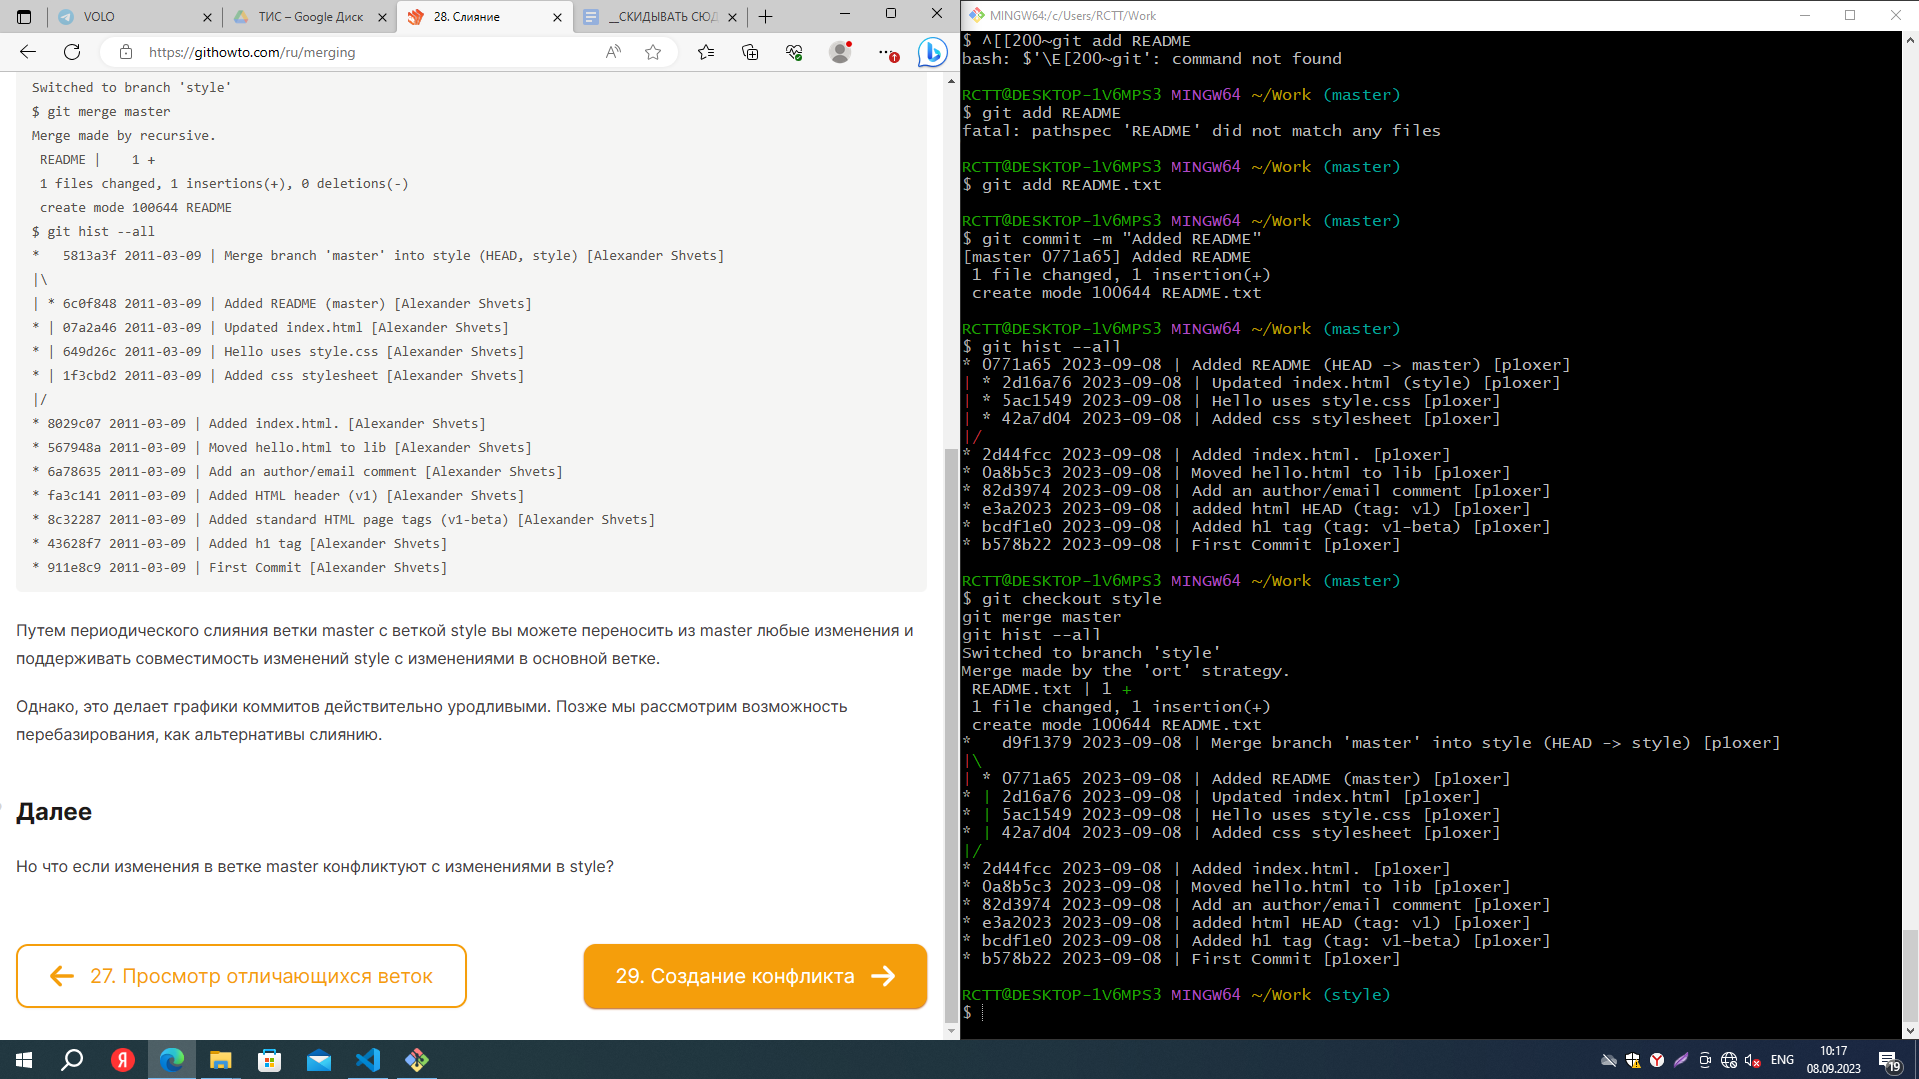 VOLO
ТИС – Google Диск
28. Слияние
__СКИДЫВАТЬ СЮД
https://githowto.com/ru/merging
Switched to branch 'style'
$ git merge master
Merge made by recursive.
 README |    1 +
 1 files changed, 1 insertions(+), 0 deletions(-)
 create mode 100644 README
$ git hist --all
*   5813a3f 2011-03-09 | Merge branch 'master' into style (HEAD, style) [Alexander Shvets]
|\
| * 6c0f848 2011-03-09 | Added README (master) [Alexander Shvets]
* | 07a2a46 2011-03-09 | Updated index.html [Alexander Shvets]
* | 649d26c 2011-03-09 | Hello uses style.css [Alexander Shvets]
* | 1f3cbd2 2011-03-09 | Added css stylesheet [Alexander Shvets]
|/
* 8029c07 2011-03-09 | Added index.html. [Alexander Shvets]
* 567948a 2011-03-09 | Moved hello.html to lib [Alexander Shvets]
* 6a78635 2011-03-09 | Add an author/email comment [Alexander Shvets]
* fa3c141 2011-03-09 | Added HTML header (v1) [Alexander Shvets]
* 8c32287 2011-03-09 | Added standard HTML page tags (v1-beta) [Alexander Shvets]
* 43628f7 2011-03-09 | Added h1 tag [Alexander Shvets]
* 911e8c9 2011-03-09 | First Commit [Alexander Shvets]
Путем периодического слияния ветки master с веткой style вы можете переносить из master любые изменения и
поддерживать совместимость изменений style с изменениями в основной ветке.
Однако, это делает графики коммитов действительно уродливыми. Позже мы рассмотрим возможность
перебазирования, как альтернативы слиянию.
Далее
Но что если изменения в ветке master конфликтуют с изменениями в style?
27. Просмотр отличающихся веток
29. Создание конфликта
MINGW64:/c/Users/RCTT/Work
$ ^[[200~git add README
bash: $'\E[200~git': command not found
RCTT@DESKTOP-1V6MPS3 MINGW64 ~/Work (master)
$ git add README
fatal: pathspec 'README' did not match any files
RCTT@DESKTOP-1V6MPS3 MINGW64 ~/Work (master)
$ git add README.txt
RCTT@DESKTOP-1V6MPS3 MINGW64 ~/Work (master)
$ git commit -m "Added README"
[master 0771a65] Added README
 1 file changed, 1 insertion(+)
 create mode 100644 README.txt
RCTT@DESKTOP-1V6MPS3 MINGW64 ~/Work (master)
$ git hist --all
* 0771a65 2023-09-08 | Added README (HEAD -> master) [p1oxer]
| * 2d16a76 2023-09-08 | Updated index.html (style) [p1oxer]
| * 5ac1549 2023-09-08 | Hello uses style.css [p1oxer]
| * 42a7d04 2023-09-08 | Added css stylesheet [p1oxer]
|/
* 2d44fcc 2023-09-08 | Added index.html. [p1oxer]
* 0a8b5c3 2023-09-08 | Moved hello.html to lib [p1oxer]
* 82d3974 2023-09-08 | Add an author/email comment [p1oxer]
* e3a2023 2023-09-08 | added html HEAD (tag: v1) [p1oxer]
* bcdf1e0 2023-09-08 | Added h1 tag (tag: v1-beta) [p1oxer]
* b578b22 2023-09-08 | First Commit [p1oxer]
RCTT@DESKTOP-1V6MPS3 MINGW64 ~/Work (master)
$ git checkout style
git merge master
git hist --all
Switched to branch 'style'
Merge made by the 'ort' strategy.
 README.txt | 1 +
 1 file changed, 1 insertion(+)
 create mode 100644 README.txt
*   d9f1379 2023-09-08 | Merge branch 'master' into style (HEAD -> style) [p1oxer]
|\
| * 0771a65 2023-09-08 | Added README (master) [p1oxer]
* | 2d16a76 2023-09-08 | Updated index.html [p1oxer]
* | 5ac1549 2023-09-08 | Hello uses style.css [p1oxer]
* | 42a7d04 2023-09-08 | Added css stylesheet [p1oxer]
|/
* 2d44fcc 2023-09-08 | Added index.html. [p1oxer]
* 0a8b5c3 2023-09-08 | Moved hello.html to lib [p1oxer]
* 82d3974 2023-09-08 | Add an author/email comment [p1oxer]
* e3a2023 2023-09-08 | added html HEAD (tag: v1) [p1oxer]
* bcdf1e0 2023-09-08 | Added h1 tag (tag: v1-beta) [p1oxer]
* b578b22 2023-09-08 | First Commit [p1oxer]
RCTT@DESKTOP-1V6MPS3 MINGW64 ~/Work (style)
$
ENG
10:17
08.09.2023
19